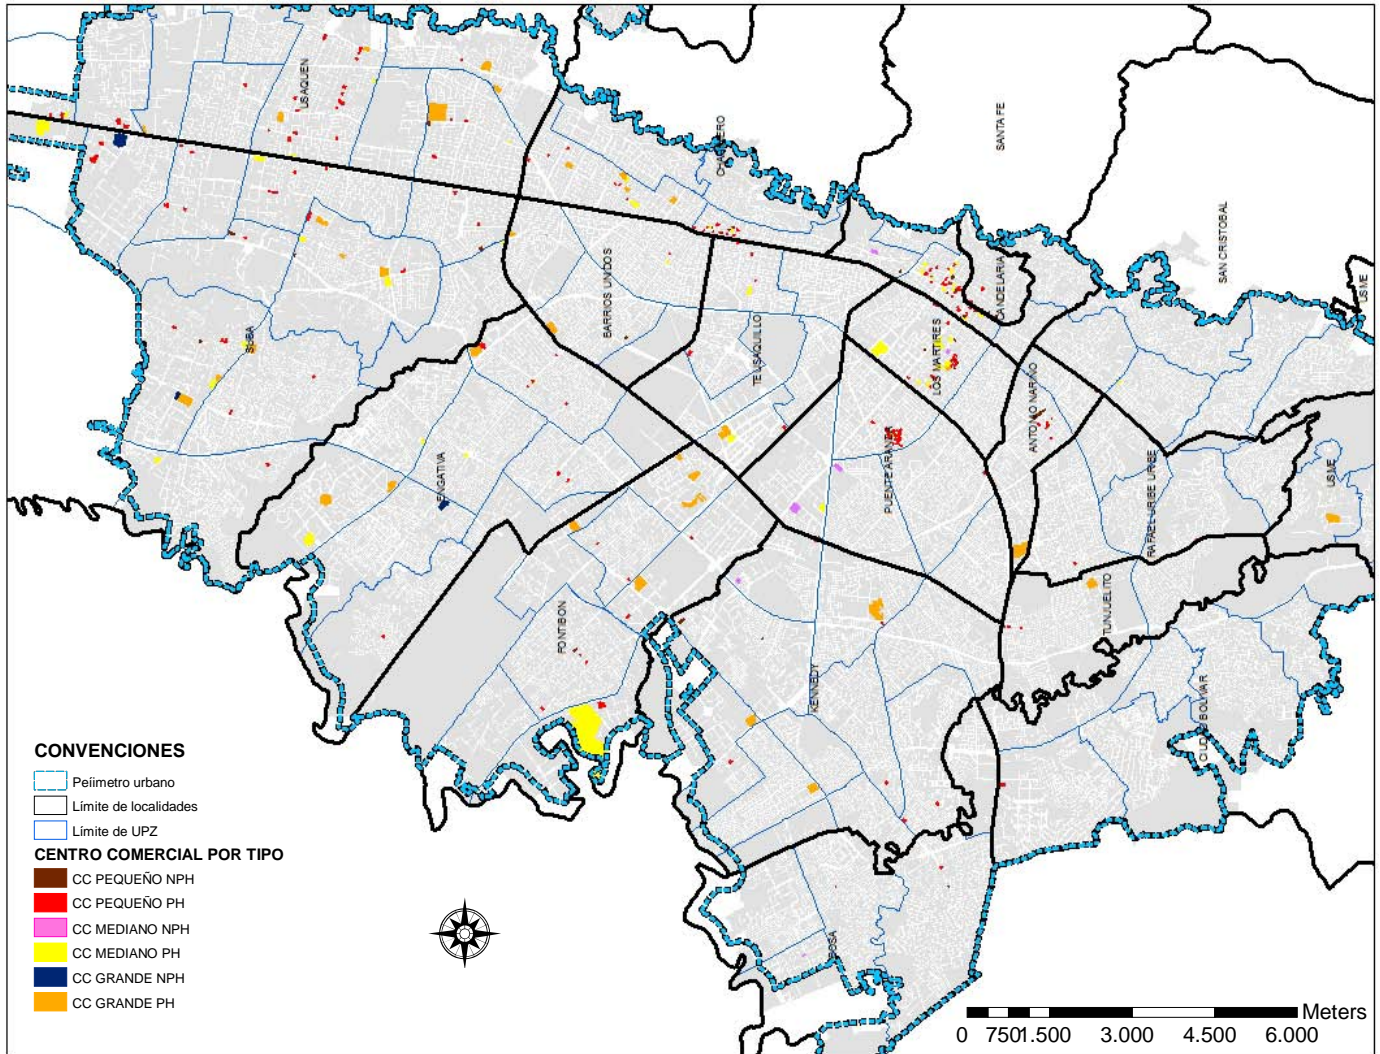 USAQUEN
CHAPINERO
SANTA FE
SAN CRISTOBAL
USME
CANDELARIA
BARRIOS UNIDOS
TEUSAQUILLO
LOS MARTIRES
SUBA
ANTONIO NARIÑO
PUENTE ARANDA
RAFAEL URIBE URIBE
USME
ENGATIVA
TUNJUELITO
FONTIBON
KENNEDY
CIUDAD BOLIVAR
BOSA
CONVENCIONES
Peíimetro urbano
Límite de localidades
Límite de UPZ
CENTRO COMERCIAL POR TIPO
CC PEQUEÑO NPH
CC PEQUEÑO PH
CC MEDIANO NPH
CC MEDIANO PH
CC GRANDE NPH
CC GRANDE PH
Meters
0 750 1.500 3.000 4.500 6.000